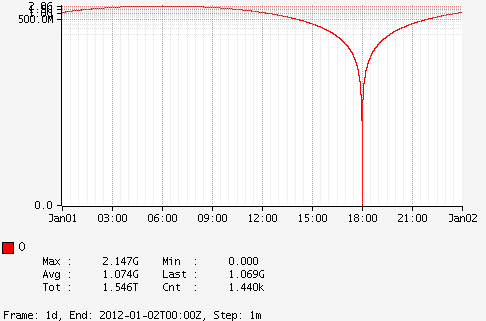 500.0M
0.0
Jan01 03:00 06:00 09:00 12:00 15:00 18:00 21:00 Jan02
0
Max : 2.147G Min : 0.000
Avg : 1.074G Last : 1.069G
Tot : 1.546T Cnt : 1.440k
Frame: 1d, End: 2012-01-02T00:00Z, Step: 1m